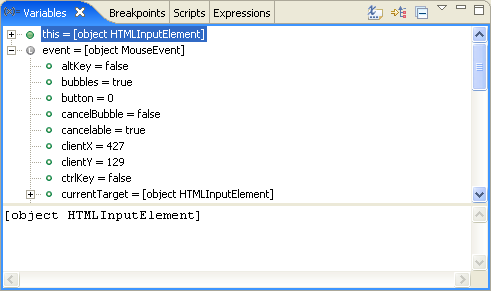 Variables Breakpoints Scripts Expressions
this = [object HTMLInputElement]
event = [object MouseEvent]
altKey = false
bubbles = true
button = 0
cancelBubble = false
cancelable = true
clientX = 427
clientY = 129
ctrlKey = false
currentTarget = [object HTMLInputElement]
[object HTMLInputElement]